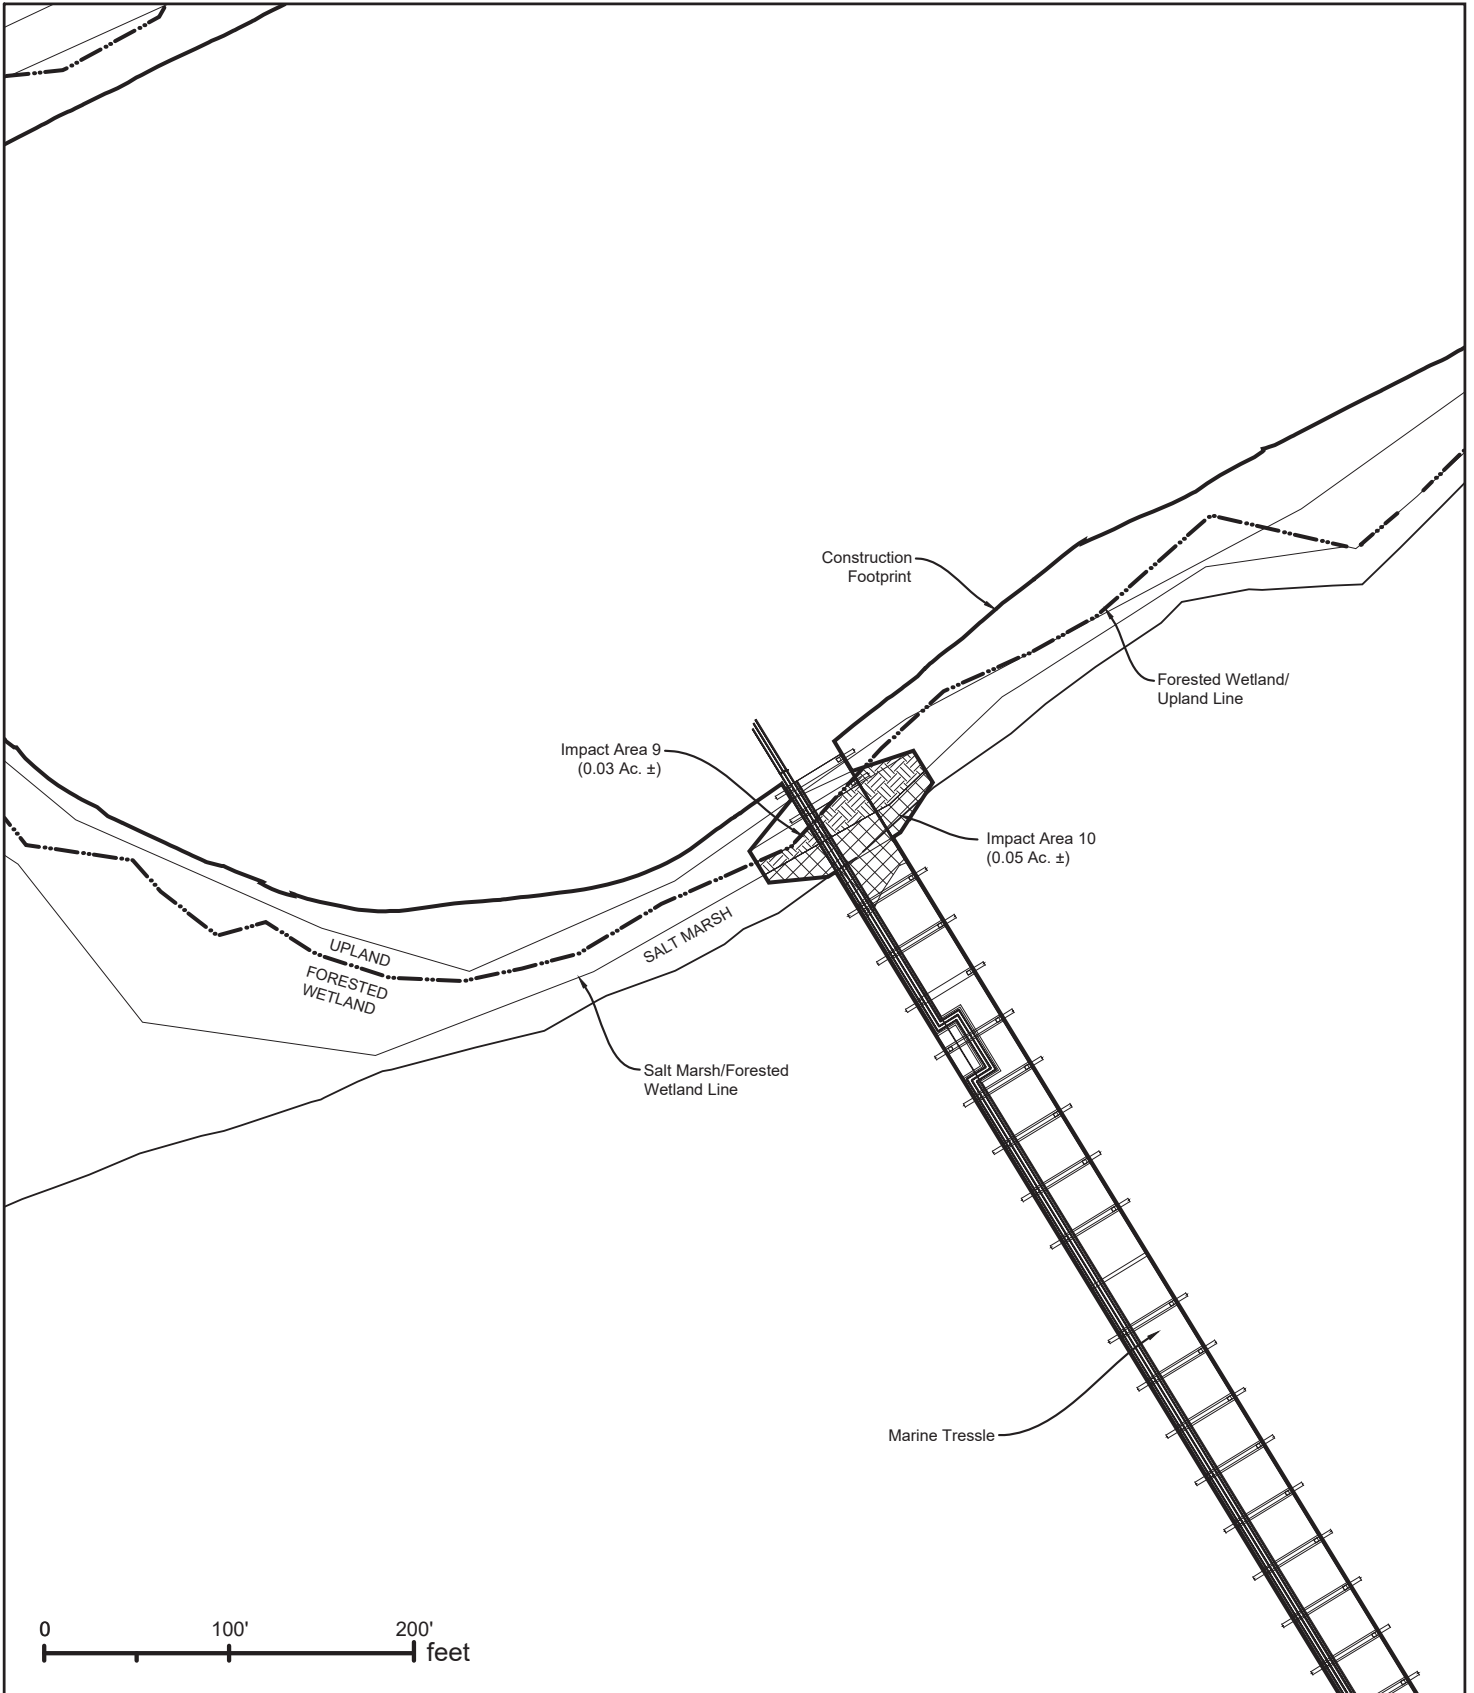 Construction
Footprint
Forested Wetland/
Upland Line
Impact Area 9
(0.03 Ac. ±)
Impact Area 10
(0.05 Ac. ±)
SALT MARSH
UPLAND
FORESTED
WETLAND
Salt Marsh/Forested
Wetland Line
Marine Tressle
0 100' 200'
feet